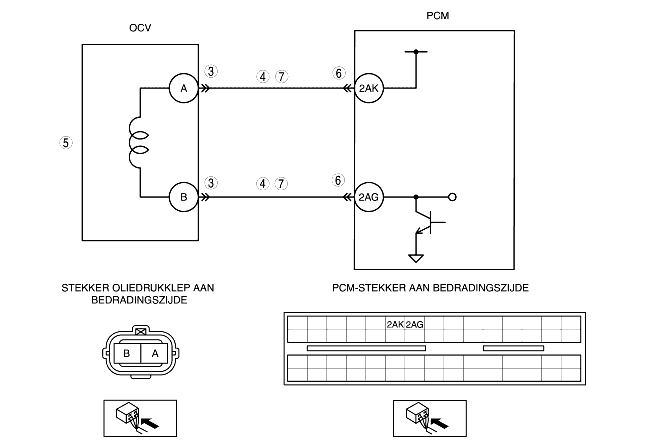 OCV
PCM
A
3
4 7
6
2AK
5
B
3
4 7
6
2AG
STEKKER OLIEDRUKKLEP AAN
BEDRADINGSZIJDE
PCM-STEKKER AAN BEDRADINGSZIJDE
2AK 2AG
B A